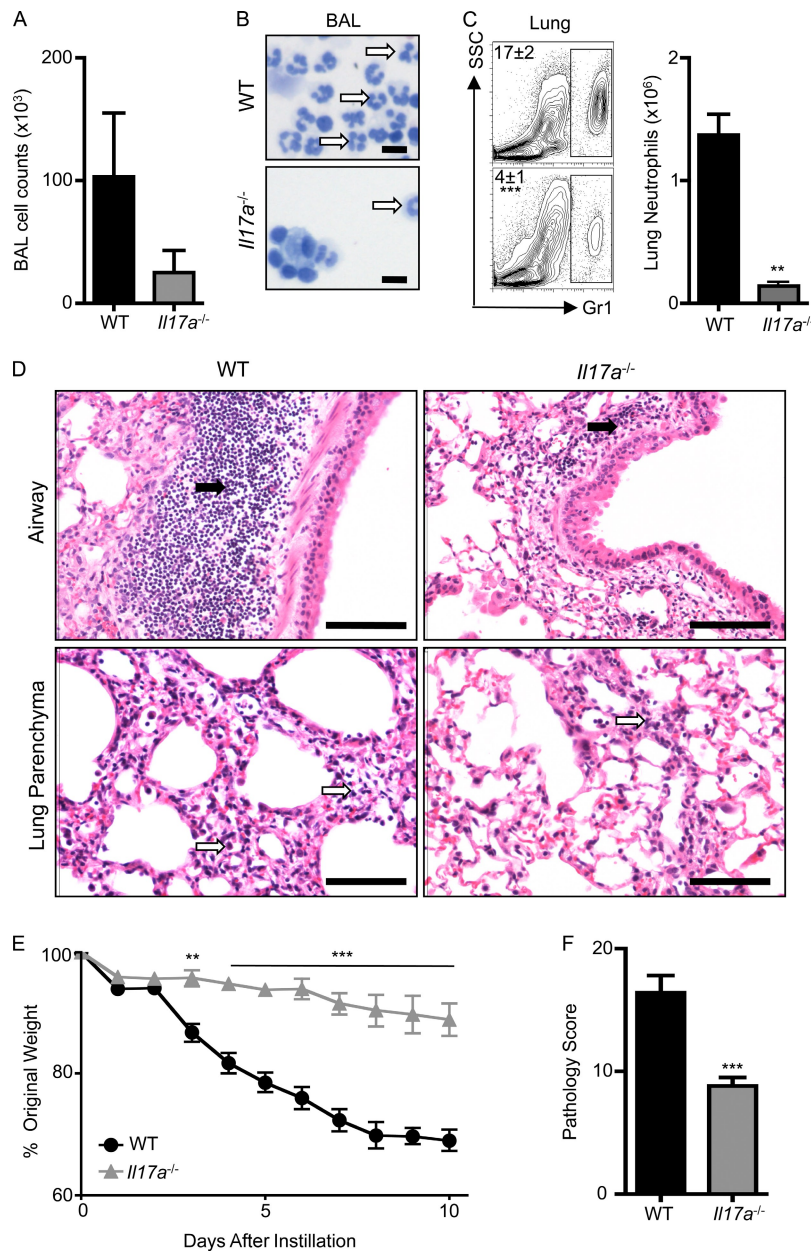 A
BAL cell counts (x10³)
200
100
0
WT
Il17a⁻/⁻
B
BAL
WT
Il17a⁻/⁻
C
Lung
SSC
17±2
4±1
***
Gr1
Lung Neutrophils (x10⁶)
2
1
0
**
WT
Il17a⁻/⁻
D
WT
Il17a⁻/⁻
Airway
Lung Parenchyma
E
% Original Weight
100
80
60
**
***
WT
Il17a⁻/⁻
0
5
10
Days After Instillation
F
Pathology Score
20
10
0
***
WT
Il17a⁻/⁻